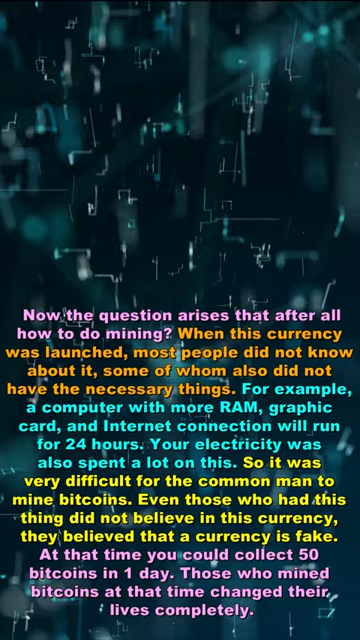 Now the question arises that after all
how to do mining? When this currency
was launched, most people did not know
about it, some of whom also did not
have the necessary things. For example,
a computer with more RAM, graphic
card, and Internet connection will run
for 24 hours. Your electricity was
also spent a lot on this. So it was
very difficult for the common man to
mine bitcoins. Even those who had this
thing did not believe in this currency,
they believed that a currency is fake.
At that time you could collect 50
bitcoins in 1 day. Those who mined
bitcoins at that time changed their
lives completely.